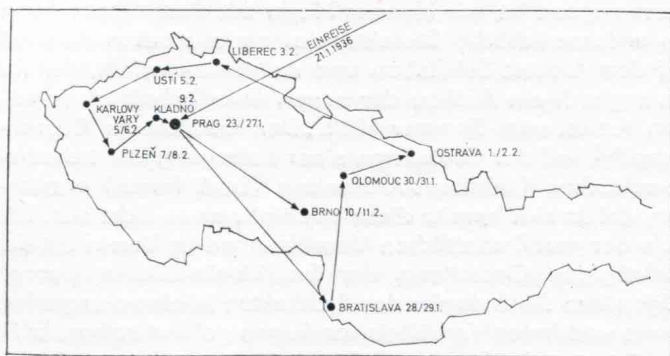 LIBEREC 3.2.
EINREISE
21.1.1936
ÚSTÍ 5.2.
KARLOVY
VARY
5./6.2.
9.2.
KLADNO
PRAG 23./27.1.
PLZEŇ 7./8.2.
OSTRAVA 1./2.2.
OLOMOUC 30./31.1.
BRNO 10./11.2.
BRATISLAVA 28./29.1.